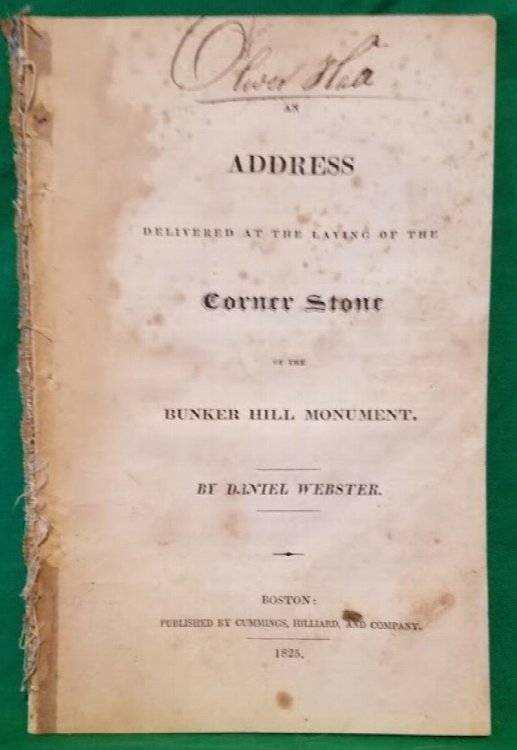 Oliver Hall
AN
ADDRESS
DELIVERED AT THE LAYING OF THE
Corner Stone
OF THE
BUNKER HILL MONUMENT.
BY DANIEL WEBSTER.
BOSTON:
PUBLISHED BY CUMMINGS, HILLIARD, AND COMPANY.
1825.